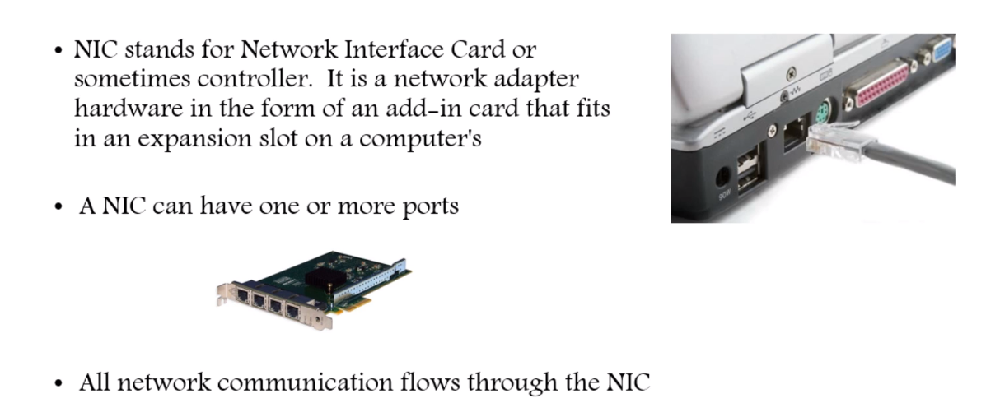 • NIC stands for Network Interface Card or
sometimes controller. It is a network adapter
hardware in the form of an add-in card that fits
in an expansion slot on a computer's
• A NIC can have one or more ports
90W
• All network communication flows through the NIC